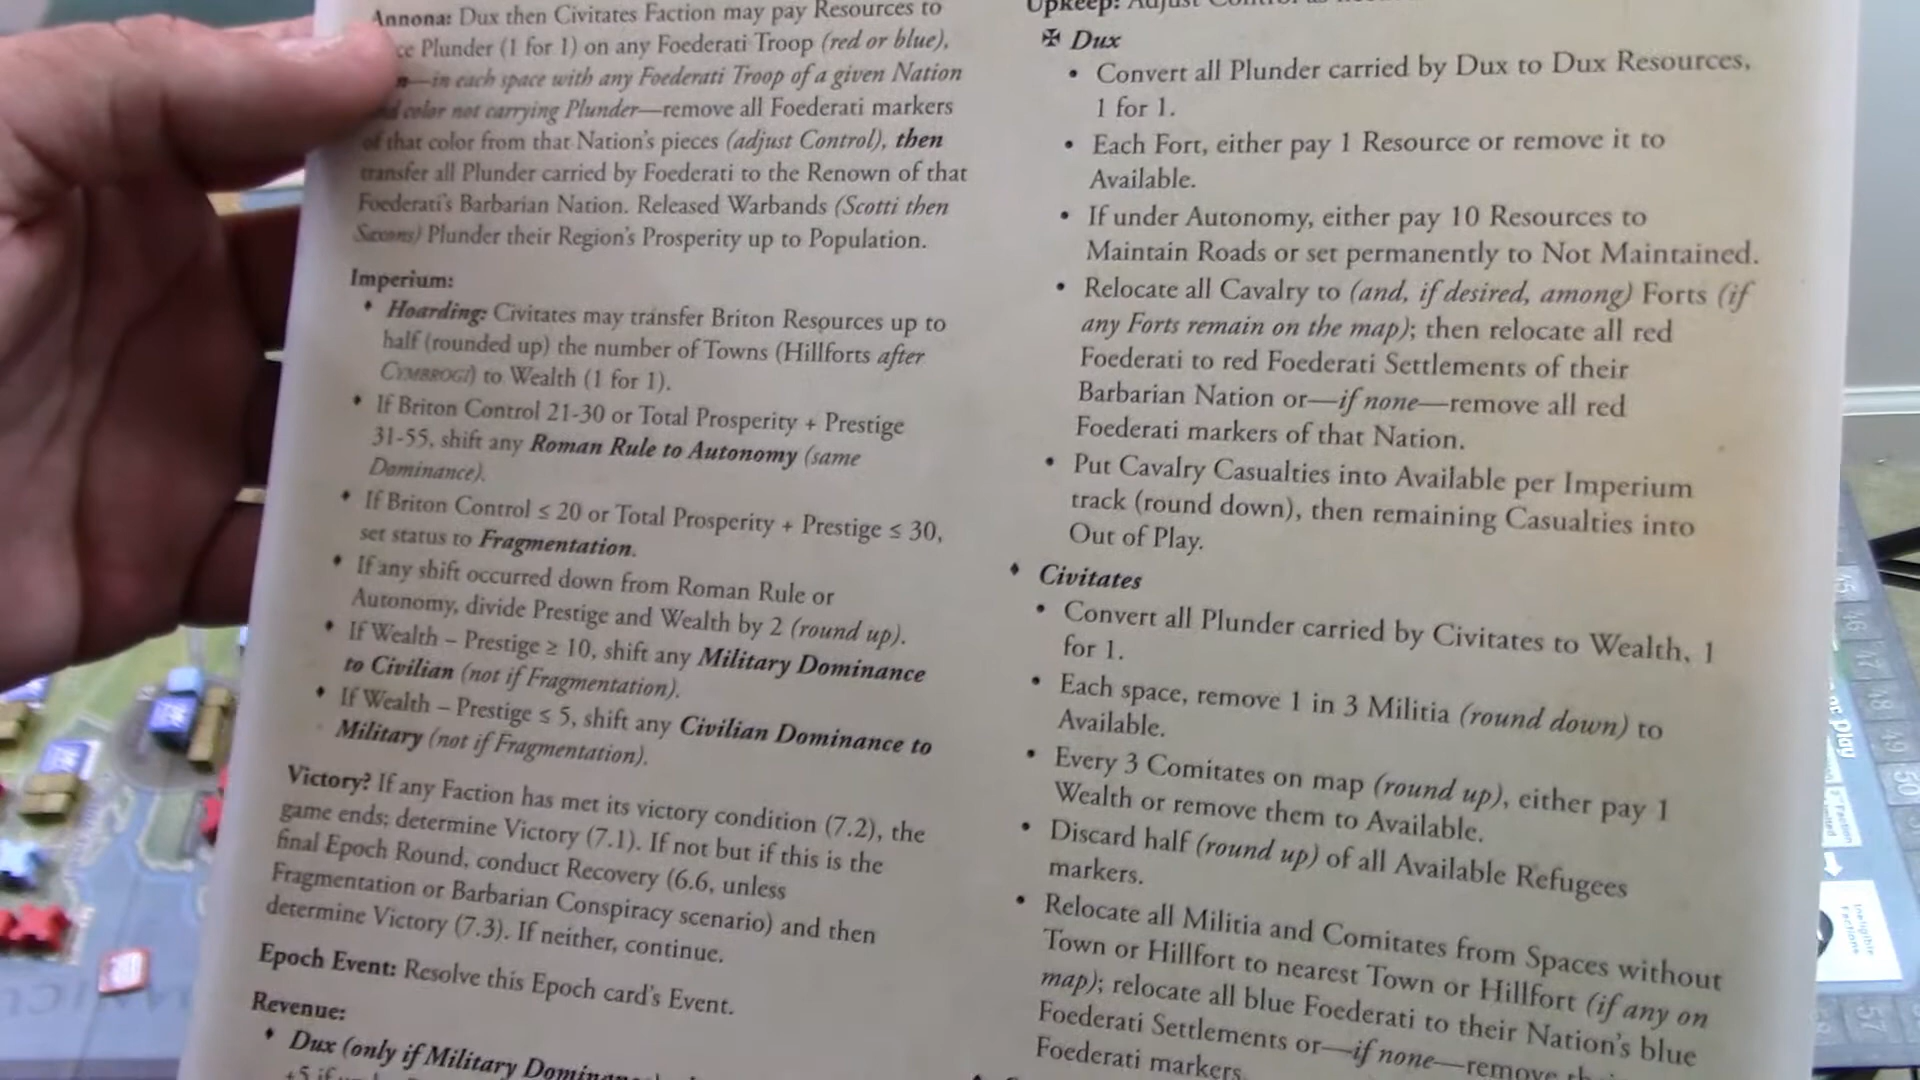 Annona: Dux then Civitates Faction may pay Resources to
Plunder (1 for 1) on any Foederati Troop (red or blue),
—in each space with any Foederati Troop of a given Nation
color not carrying Plunder—remove all Foederati markers
of that color from that Nation's pieces (adjust Control), then
transfer all Plunder carried by Foederati to the Renown of that
Foederati's Barbarian Nation. Released Warbands (Scotti then
Saxons) Plunder their Region's Prosperity up to Population.
Imperium:
• Hoarding: Civitates may transfer Briton Resources up to
half (rounded up) the number of Towns (Hillforts after
CYMBROGI) to Wealth (1 for 1).
• If Briton Control 21-30 or Total Prosperity + Prestige
31-55, shift any Roman Rule to Autonomy (same
Dominance).
• If Briton Control ≤ 20 or Total Prosperity + Prestige ≤ 30,
set status to Fragmentation.
• If any shift occurred down from Roman Rule or
Autonomy, divide Prestige and Wealth by 2 (round up).
• If Wealth – Prestige ≥ 10, shift any Military Dominance
to Civilian (not if Fragmentation).
• If Wealth – Prestige ≤ 5, shift any Civilian Dominance to
Military (not if Fragmentation).
Victory? If any Faction has met its victory condition (7.2), the
game ends; determine Victory (7.1). If not but if this is the
final Epoch Round, conduct Recovery (6.6, unless
Fragmentation or Barbarian Conspiracy scenario) and then
determine Victory (7.3). If neither, continue.
Epoch Event: Resolve this Epoch card's Event.
Revenue:
• Dux (only if Military
+5 if
Upkeep: Adjust Control
✠ Dux
• Convert all Plunder carried by Dux to Dux Resources,
1 for 1.
• Each Fort, either pay 1 Resource or remove it to
Available.
• If under Autonomy, either pay 10 Resources to
Maintain Roads or set permanently to Not Maintained.
• Relocate all Cavalry to (and, if desired, among) Forts (if
any Forts remain on the map); then relocate all red
Foederati to red Foederati Settlements of their
Barbarian Nation or—if none—remove all red
Foederati markers of that Nation.
• Put Cavalry Casualties into Available per Imperium
track (round down), then remaining Casualties into
Out of Play.
♦ Civitates
• Convert all Plunder carried by Civitates to Wealth, 1
for 1.
• Each space, remove 1 in 3 Militia (round down) to
Available.
• Every 3 Comitates on map (round up), either pay 1
Wealth or remove them to Available.
• Discard half (round up) of all Available Refugees
markers.
• Relocate all Militia and Comitates from Spaces without
Town or Hillfort to nearest Town or Hillfort (if any on
map); relocate all blue Foederati to their Nation's blue
Foederati Settlements or—if none—remove
Foederati markers.
45
46
47
48
49
50
57
Play
Ineligible
Factions